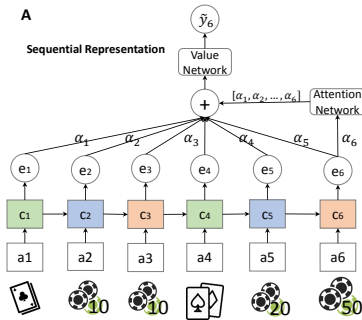 A
ỹ₆
Sequential Representation
Value
Network
[α₁, α₂, ..., α₆]
Attention
Network
+
α₁ α₂ α₃ α₄ α₅ α₆
e₁ e₂ e₃ e₄ e₅ e₆
c₁ c₂ c₃ c₄ c₅ c₆
a1 a2 a3 a4 a5 a6
10 10 20 50